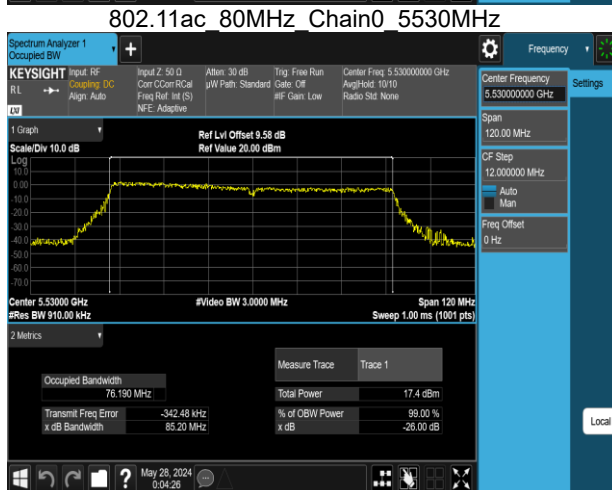 802.11ac_80MHz_Chain0_5530MHz
Spectrum Analyzer 1
Occupied BW
+
Frequency
KEYSIGHT
RL
LXI
Input: RF
Coupling: DC
Align: Auto
Input Z: 50 Ω
Corr CCorr RCal
Freq Ref: Int (S)
NFE: Adaptive
Atten: 30 dB
µW Path: Standard
Trig: Free Run
Gate: Off
#IF Gain: Low
Center Freq: 5.530000000 GHz
Avg|Hold: 10/10
Radio Std: None
Center Frequency
5.530000000 GHz
Settings
Span
120.00 MHz
CF Step
12.000000 MHz
Auto
Man
Freq Offset
0 Hz
1 Graph
Scale/Div 10.0 dB
Ref Lvl Offset 9.58 dB
Ref Value 20.00 dBm
Log
10.0
0.00
-10.0
-20.0
-30.0
-40.0
-50.0
-60.0
-70.0
Center 5.53000 GHz
#Video BW 3.0000 MHz
Span 120 MHz
#Res BW 910.00 kHz
Sweep 1.00 ms (1001 pts)
2 Metrics
Measure Trace
Trace 1
Occupied Bandwidth
76.190 MHz
Total Power
17.4 dBm
Transmit Freq Error
-342.48 kHz
% of OBW Power
99.00 %
x dB Bandwidth
85.20 MHz
x dB
-26.00 dB
Local
?
May 28, 2024
0:04:26